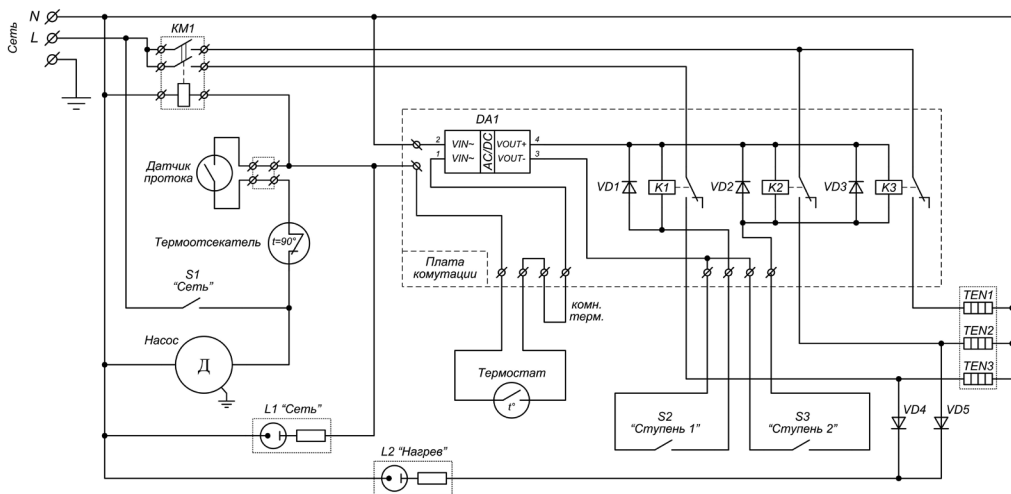 Сеть
N
L
KM1
DA1
2
VIN~
1
VIN~
AC/DC
VOUT+
4
VOUT-
3
VD1
K1
VD2
K2
VD3
K3
Датчик
протока
Термоотсекатель
t=90°
S1
“Сеть”
Плата
комутации
комн.
терм.
Насос
Д
Термостат
t°
L1 “Сеть”
L2 “Нагрев”
S2
“Ступень 1”
S3
“Ступень 2”
TEN1
TEN2
TEN3
VD4
VD5